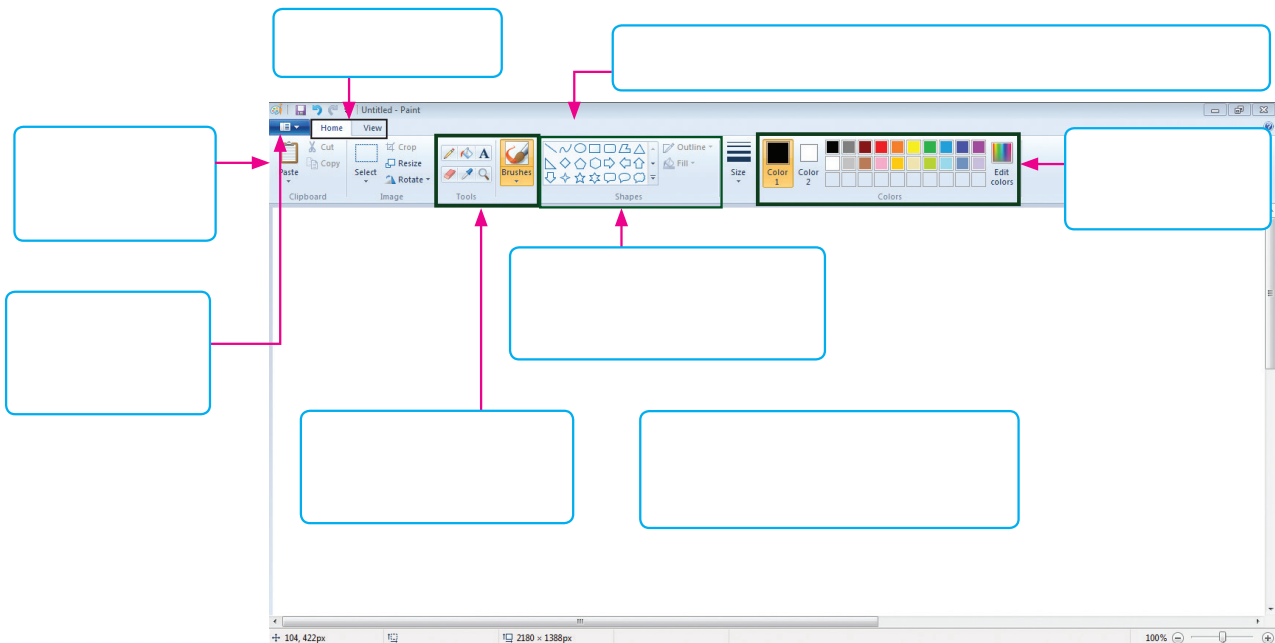 Untitled - Paint
Home View
Paste
Cut
Copy
Clipboard
Select
Crop
Resize
Rotate
Image
A
Brushes
Tools
Outline
Fill
Shapes
Size
Color
1
Color
2
Edit
colors
Colors
104, 422px
2180 × 1388px
100%